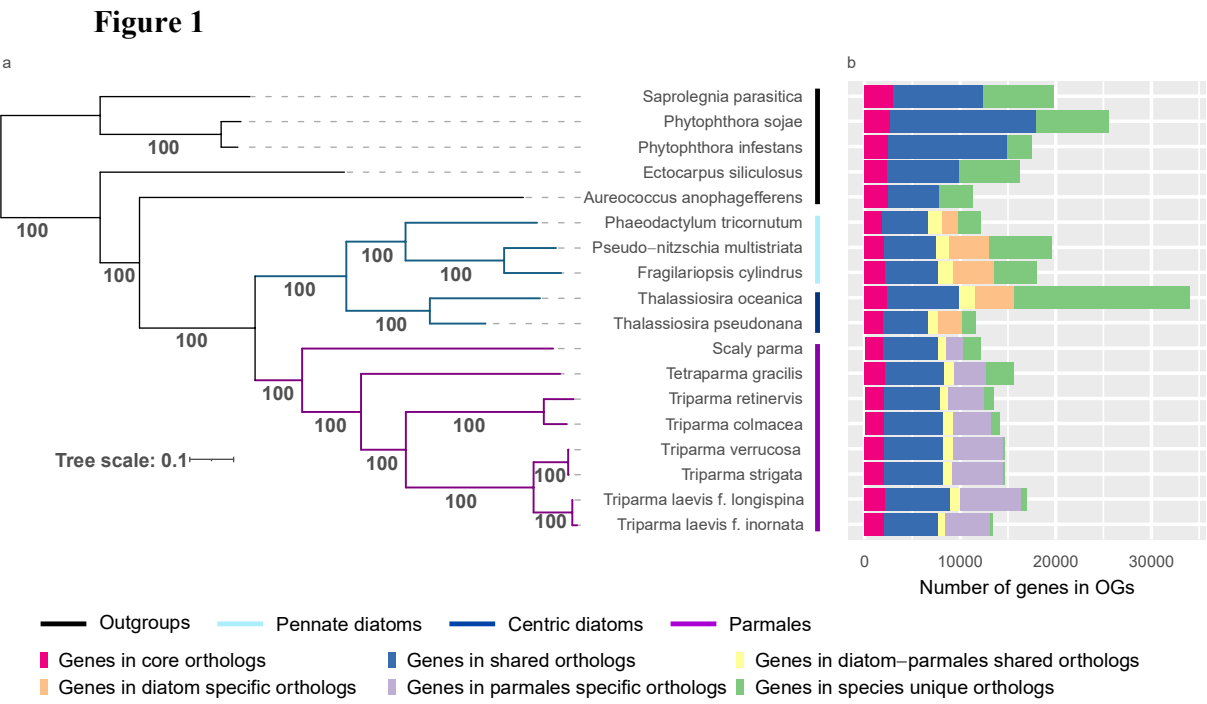 Figure 1
a
b
Saprolegnia parasitica
Phytophthora sojae
100
Phytophthora infestans
Ectocarpus siliculosus
Aureococcus anophagefferens
Phaeodactylum tricornutum
100
Pseudo−nitzschia multistriata
100
100
Fragilariopsis cylindrus
100
100
Thalassiosira oceanica
100
Thalassiosira pseudonana
100
Scaly parma
Tetraparma gracilis
100
Triparma retinervis
100
100
Triparma colmacea
Triparma verrucosa
Tree scale: 0.1
100
100
Triparma strigata
100
Triparma laevis f. longispina
100
Triparma laevis f. inornata
0 10000 20000 30000
Number of genes in OGs
Outgroups Pennate diatoms Centric diatoms Parmales
Genes in core orthologs Genes in shared orthologs Genes in diatom−parmales shared orthologs
Genes in diatom specific orthologs Genes in parmales specific orthologs Genes in species unique orthologs